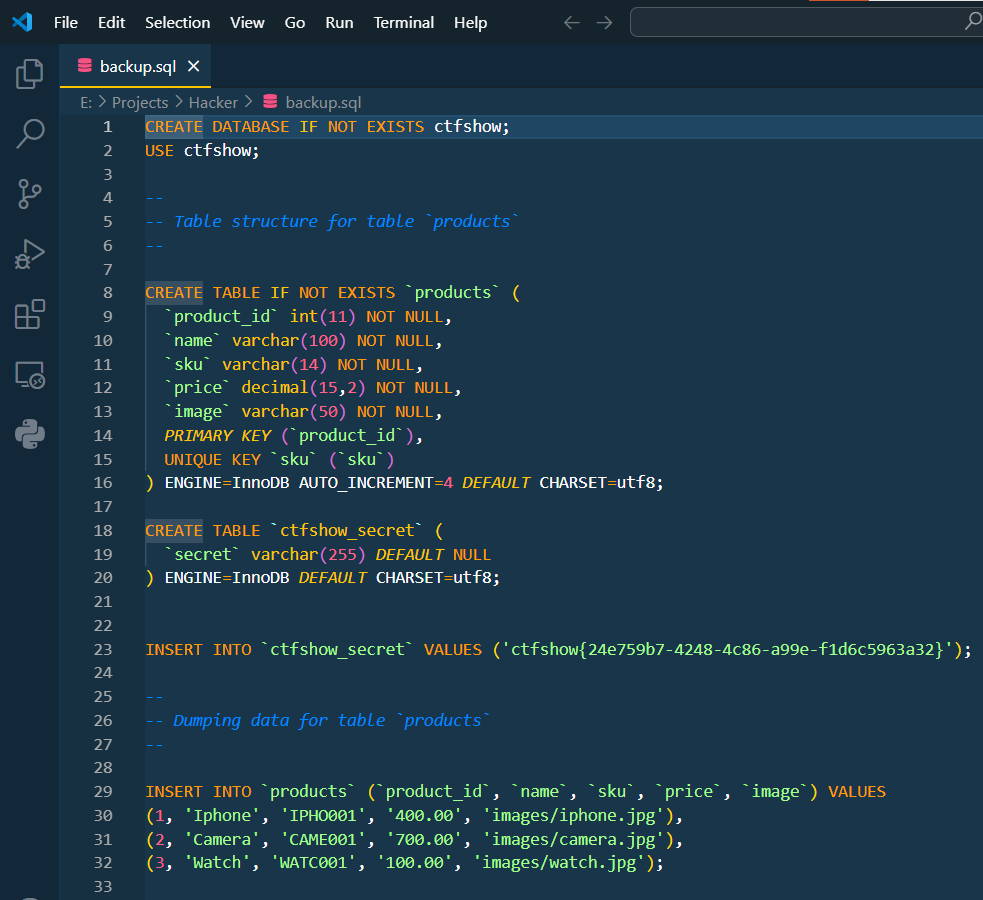 File Edit Selection View Go Run Terminal Help
backup.sql
E: > Projects > Hacker > backup.sql
1 CREATE DATABASE IF NOT EXISTS ctfshow;
2 USE ctfshow;
3
4 --
5 -- Table structure for table `products`
6 --
7
8 CREATE TABLE IF NOT EXISTS `products` (
9 `product_id` int(11) NOT NULL,
10 `name` varchar(100) NOT NULL,
11 `sku` varchar(14) NOT NULL,
12 `price` decimal(15,2) NOT NULL,
13 `image` varchar(50) NOT NULL,
14 PRIMARY KEY (`product_id`),
15 UNIQUE KEY `sku` (`sku`)
16 ) ENGINE=InnoDB AUTO_INCREMENT=4 DEFAULT CHARSET=utf8;
17
18 CREATE TABLE `ctfshow_secret` (
19 `secret` varchar(255) DEFAULT NULL
20 ) ENGINE=InnoDB DEFAULT CHARSET=utf8;
21
22
23 INSERT INTO `ctfshow_secret` VALUES ('ctfshow{24e759b7-4248-4c86-a99e-f1d6c5963a32}');
24
25 --
26 -- Dumping data for table `products`
27 --
28
29 INSERT INTO `products` (`product_id`, `name`, `sku`, `price`, `image`) VALUES
30 (1, 'Iphone', 'IPHO001', '400.00', 'images/iphone.jpg'),
31 (2, 'Camera', 'CAME001', '700.00', 'images/camera.jpg'),
32 (3, 'Watch', 'WATC001', '100.00', 'images/watch.jpg');
33